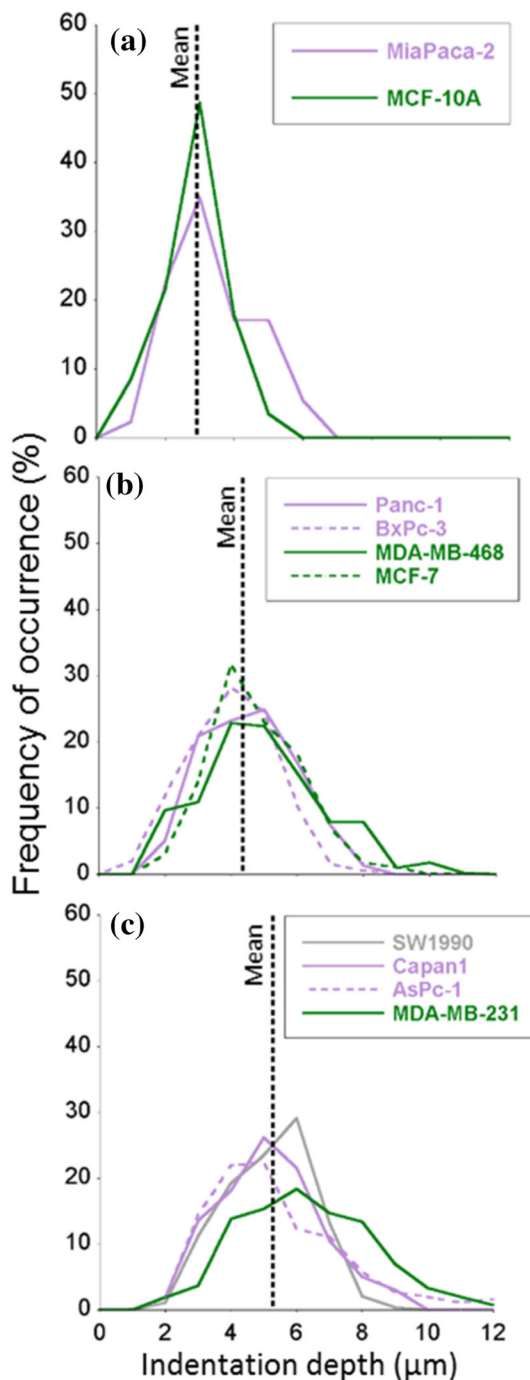 Frequency of occurrence (%)
(a)
Mean
MiaPaca-2
MCF-10A
60
50
40
30
20
10
0
(b)
Mean
Panc-1
BxPc-3
MDA-MB-468
MCF-7
60
50
40
30
20
10
0
(c)
Mean
SW1990
Capan1
AsPc-1
MDA-MB-231
60
50
40
30
20
10
0
0 2 4 6 8 10 12
Indentation depth (μm)